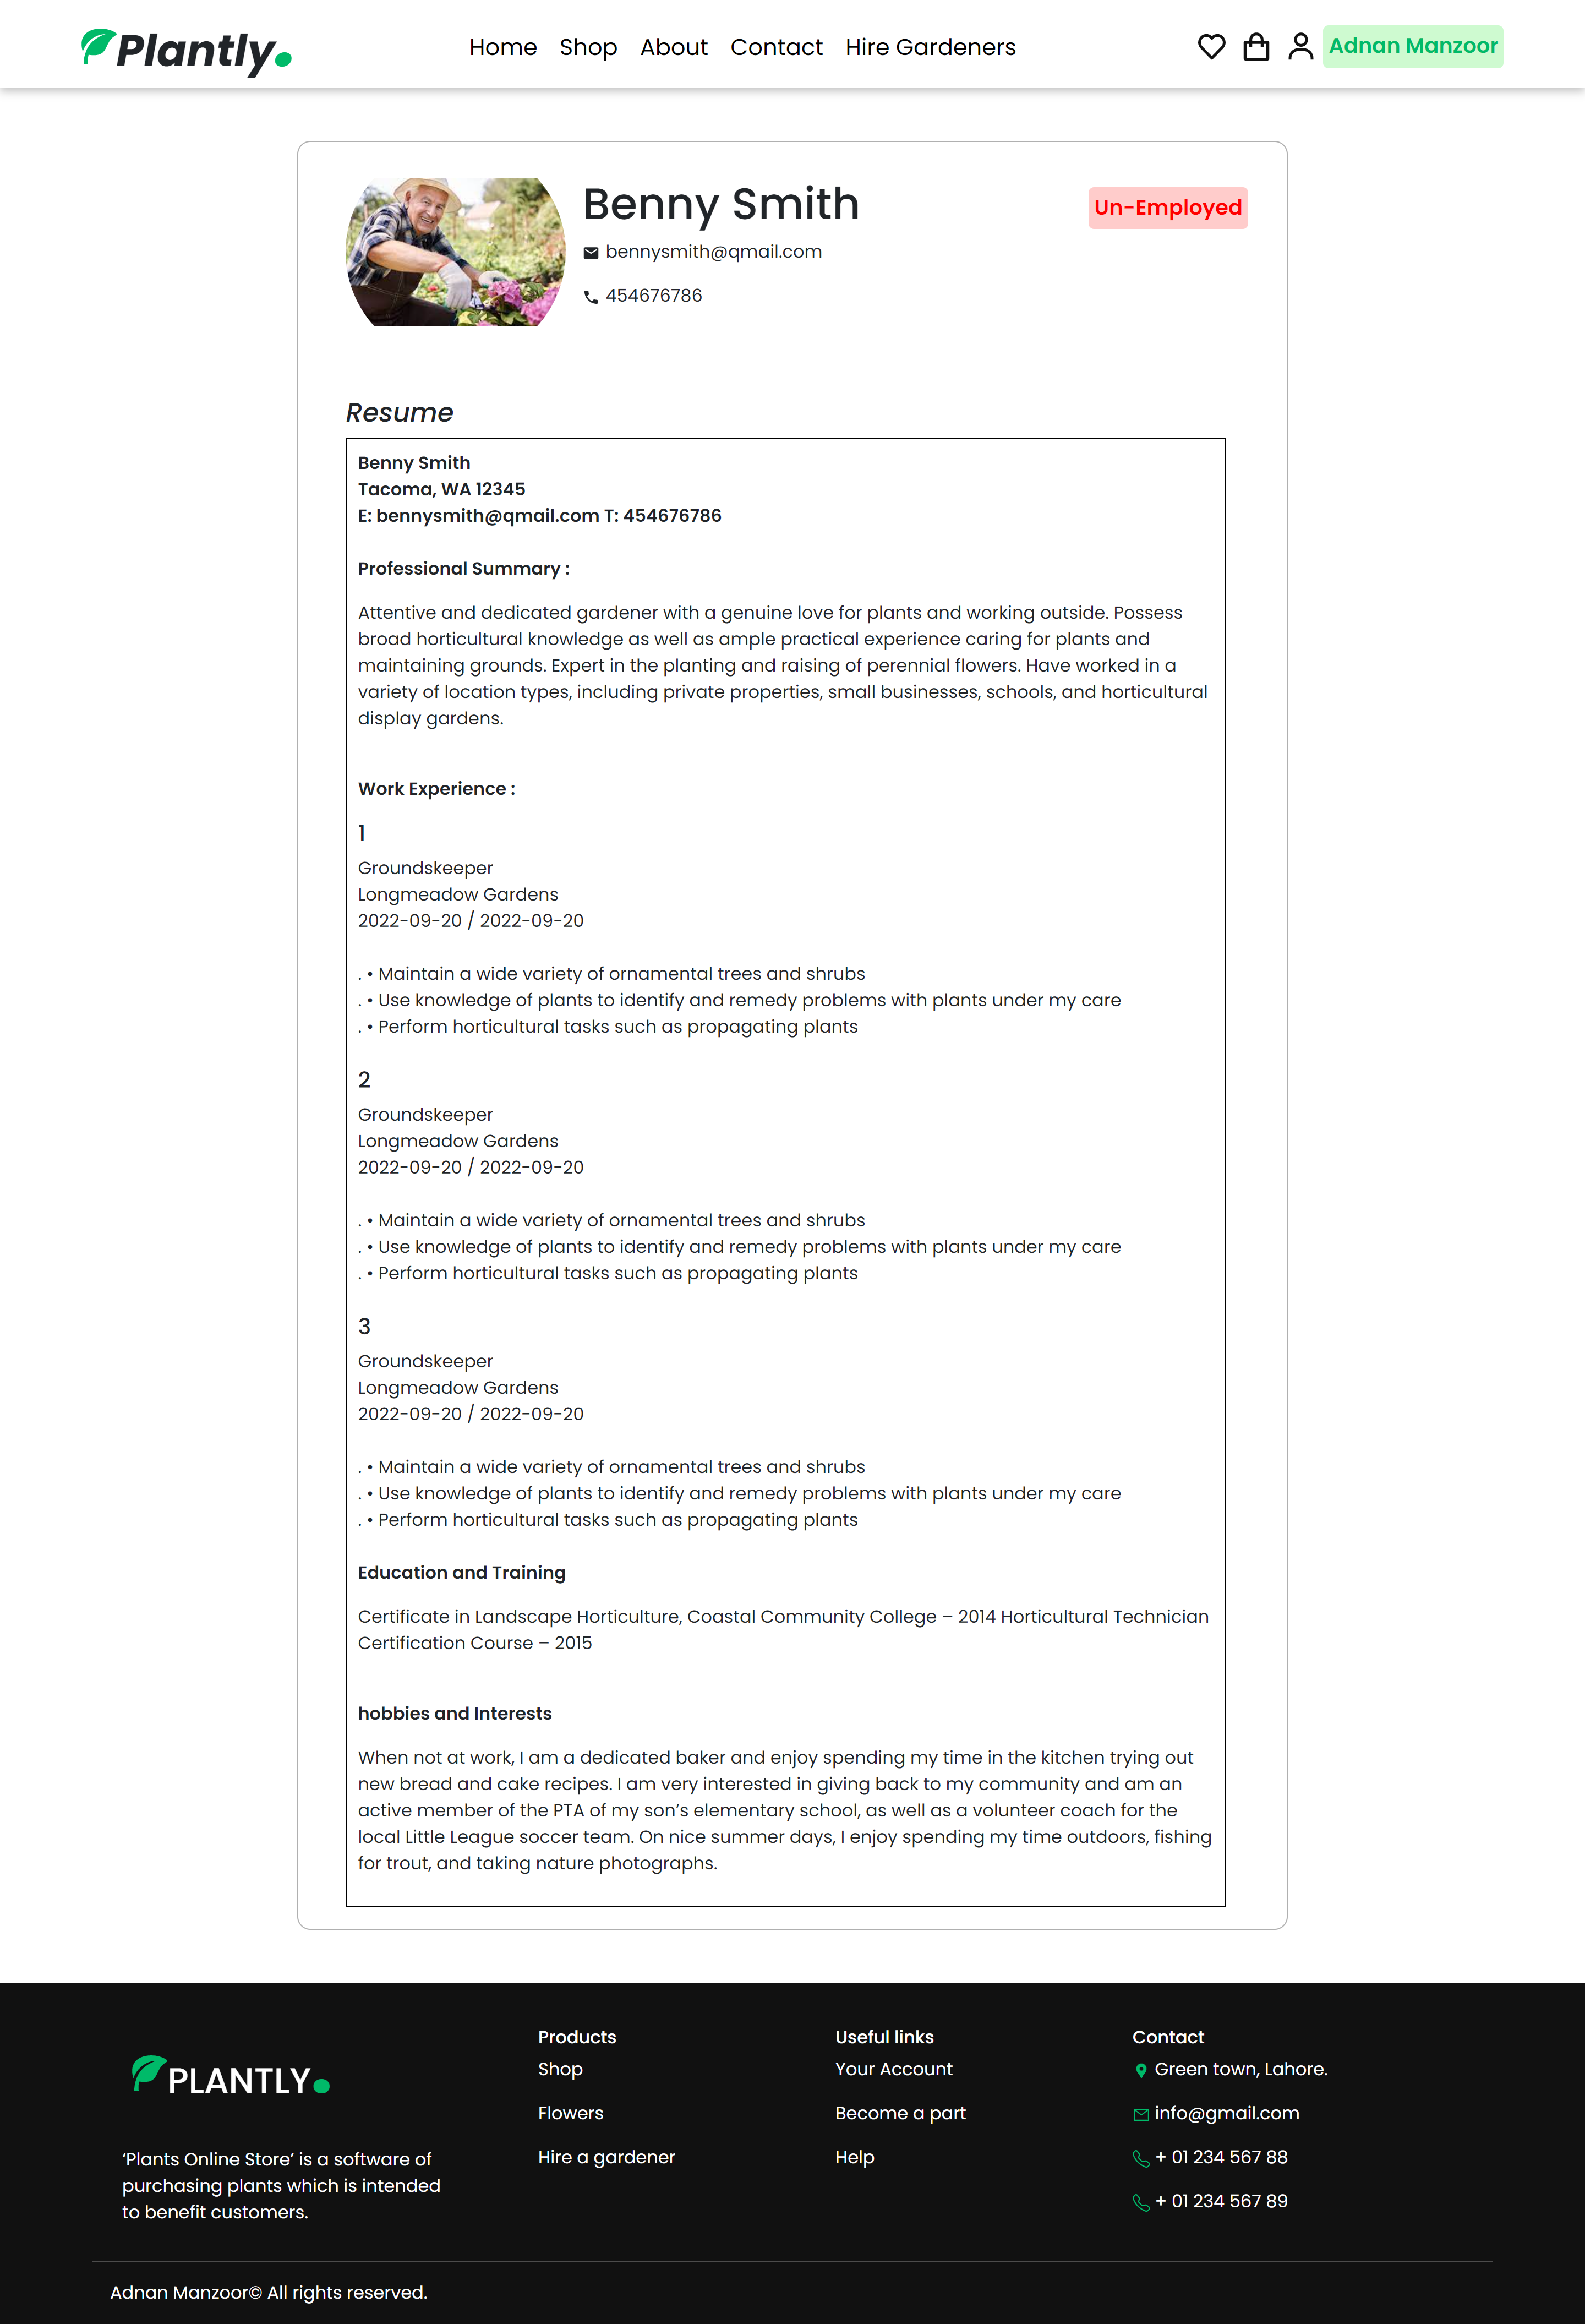 Plantly.
Home Shop About Contact Hire Gardeners
Adnan Manzoor
Benny Smith
Un-Employed
bennysmith@qmail.com
454676786
Resume
Benny Smith
Tacoma, WA 12345
E: bennysmith@qmail.com T: 454676786
Professional Summary :
Attentive and dedicated gardener with a genuine love for plants and working outside. Possess
broad horticultural knowledge as well as ample practical experience caring for plants and
maintaining grounds. Expert in the planting and raising of perennial flowers. Have worked in a
variety of location types, including private properties, small businesses, schools, and horticultural
display gardens.
Work Experience :
1
Groundskeeper
Longmeadow Gardens
2022-09-20 / 2022-09-20
. • Maintain a wide variety of ornamental trees and shrubs
. • Use knowledge of plants to identify and remedy problems with plants under my care
. • Perform horticultural tasks such as propagating plants
2
Groundskeeper
Longmeadow Gardens
2022-09-20 / 2022-09-20
. • Maintain a wide variety of ornamental trees and shrubs
. • Use knowledge of plants to identify and remedy problems with plants under my care
. • Perform horticultural tasks such as propagating plants
3
Groundskeeper
Longmeadow Gardens
2022-09-20 / 2022-09-20
. • Maintain a wide variety of ornamental trees and shrubs
. • Use knowledge of plants to identify and remedy problems with plants under my care
. • Perform horticultural tasks such as propagating plants
Education and Training
Certificate in Landscape Horticulture, Coastal Community College – 2014 Horticultural Technician
Certification Course – 2015
hobbies and Interests
When not at work, I am a dedicated baker and enjoy spending my time in the kitchen trying out
new bread and cake recipes. I am very interested in giving back to my community and am an
active member of the PTA of my son’s elementary school, as well as a volunteer coach for the
local Little League soccer team. On nice summer days, I enjoy spending my time outdoors, fishing
for trout, and taking nature photographs.
PLANTLY.
‘Plants Online Store’ is a software of
purchasing plants which is intended
to benefit customers.
Products
Shop
Flowers
Hire a gardener
Useful links
Your Account
Become a part
Help
Contact
Green town, Lahore.
info@gmail.com
+ 01 234 567 88
+ 01 234 567 89
Adnan Manzoor© All rights reserved.